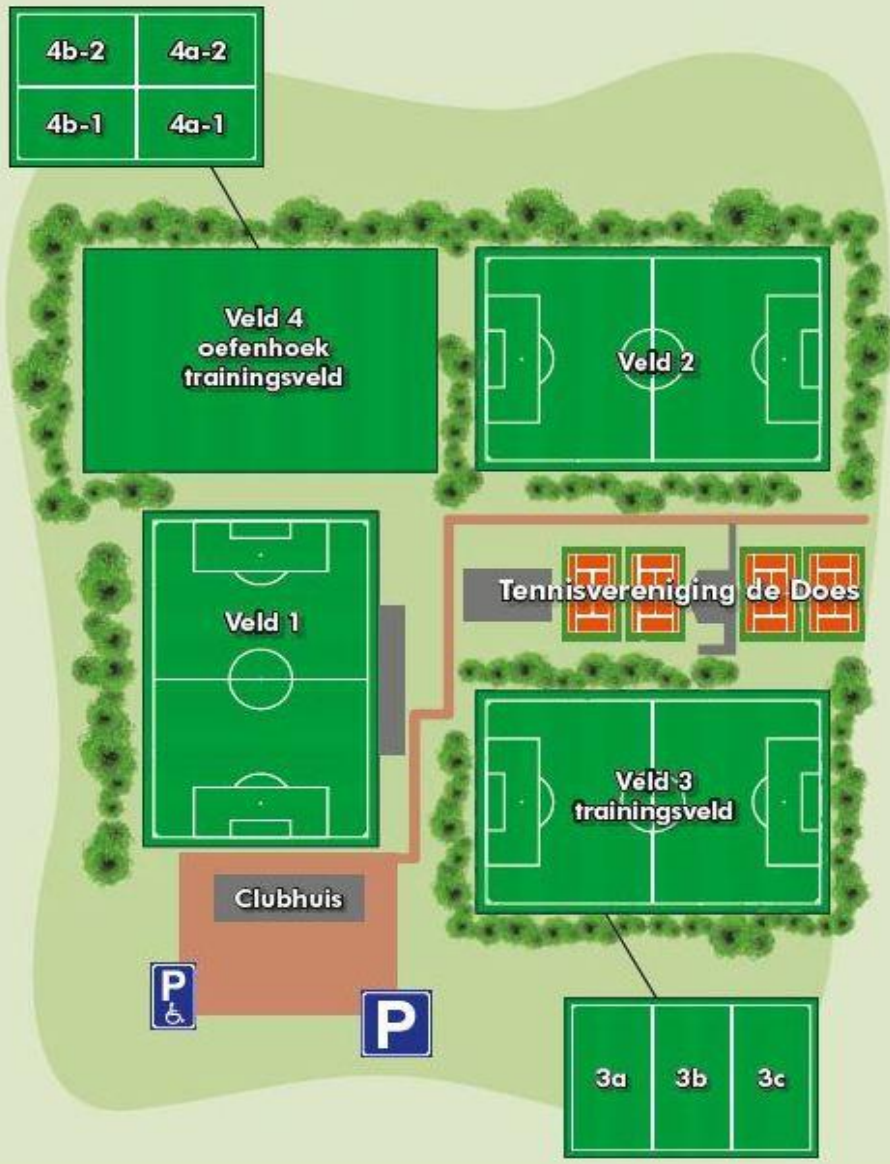 4b-2 4a-2
4b-1 4a-1
Veld 4
oefenhoek
trainingsveld
Veld 2
Veld 1
Tennisvereniging de Does
Veld 3
trainingsveld
Clubhuis
P
P
3a 3b 3c